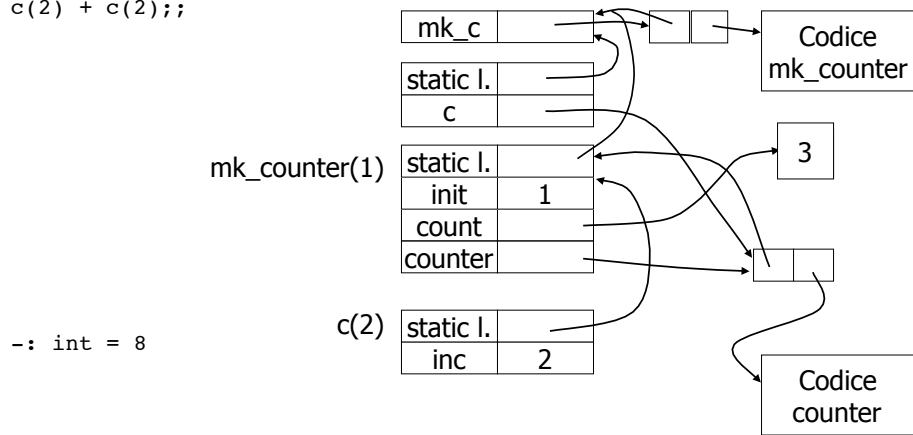 c(2) + c(2);;
mk_c
Codice
mk_counter
static l.
c
mk_counter(1)
static l.
init 1
count
counter
3
c(2)
static l.
inc 2
-: int = 8
Codice
counter